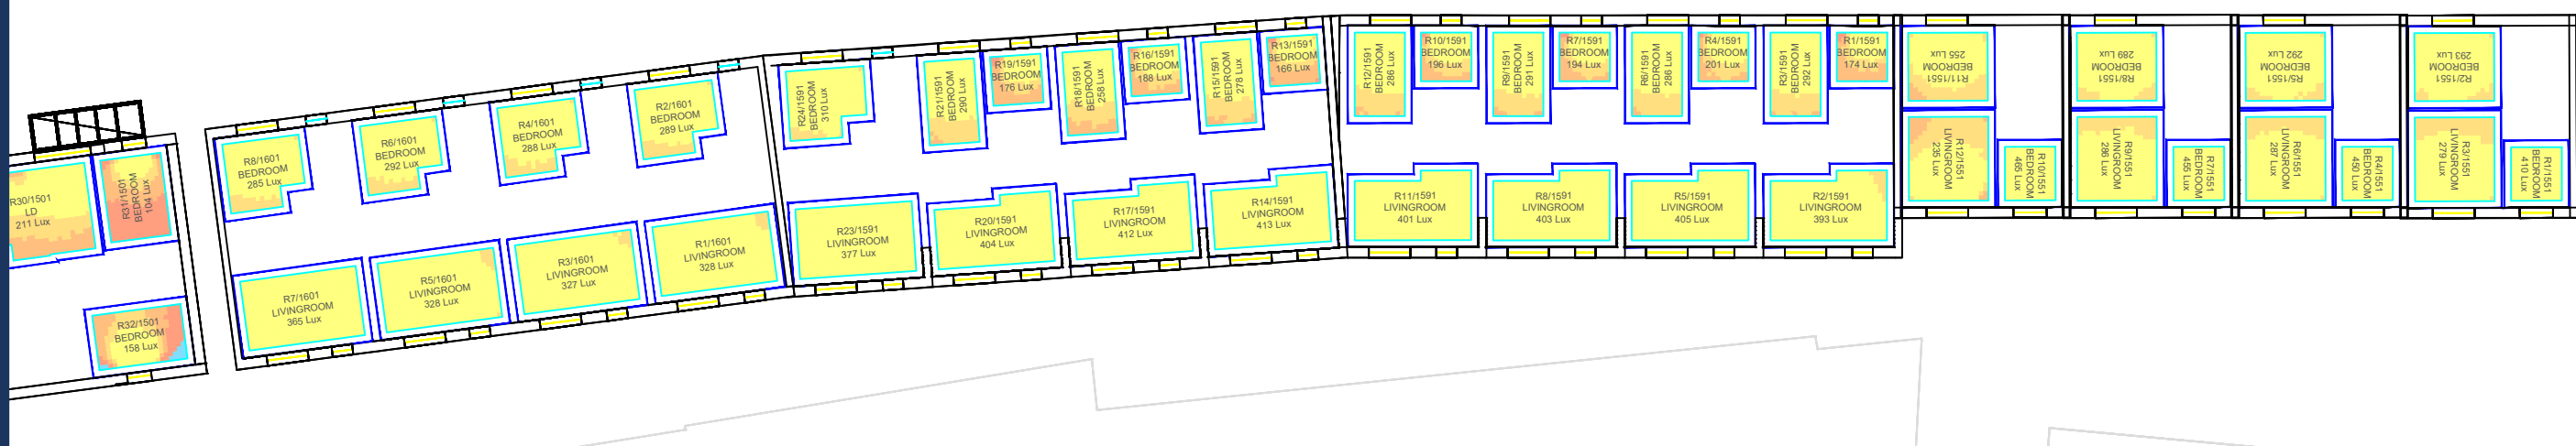 R30/1501
LD
211 Lux
R31/1501
BEDROOM
104 Lux
R32/1501
BEDROOM
158 Lux
R8/1601
BEDROOM
285 Lux
R6/1601
BEDROOM
292 Lux
R4/1601
BEDROOM
288 Lux
R2/1601
BEDROOM
289 Lux
R7/1601
LIVINGROOM
365 Lux
R5/1601
LIVINGROOM
328 Lux
R3/1601
LIVINGROOM
327 Lux
R1/1601
LIVINGROOM
328 Lux
R24/1591
BEDROOM
310 Lux
R21/1591
BEDROOM
290 Lux
R19/1591
BEDROOM
176 Lux
R18/1591
BEDROOM
258 Lux
R16/1591
BEDROOM
188 Lux
R15/1591
BEDROOM
278 Lux
R13/1591
BEDROOM
166 Lux
R23/1591
LIVINGROOM
377 Lux
R20/1591
LIVINGROOM
404 Lux
R17/1591
LIVINGROOM
412 Lux
R14/1591
LIVINGROOM
413 Lux
R12/1591
BEDROOM
286 Lux
R10/1591
BEDROOM
196 Lux
R9/1591
BEDROOM
291 Lux
R7/1591
BEDROOM
194 Lux
R6/1591
BEDROOM
286 Lux
R4/1591
BEDROOM
201 Lux
R3/1591
BEDROOM
292 Lux
R1/1591
BEDROOM
174 Lux
R11/1591
LIVINGROOM
401 Lux
R8/1591
LIVINGROOM
403 Lux
R5/1591
LIVINGROOM
405 Lux
R2/1591
LIVINGROOM
393 Lux
R11/1551
BEDROOM
255 Lux
R8/1551
BEDROOM
289 Lux
R5/1551
BEDROOM
292 Lux
R2/1551
BEDROOM
293 Lux
R12/1551
LIVINGROOM
235 Lux
R10/1551
BEDROOM
465 Lux
R9/1551
LIVINGROOM
286 Lux
R7/1551
BEDROOM
455 Lux
R6/1551
LIVINGROOM
287 Lux
R4/1551
BEDROOM
450 Lux
R3/1551
LIVINGROOM
279 Lux
R1/1551
BEDROOM
410 Lux